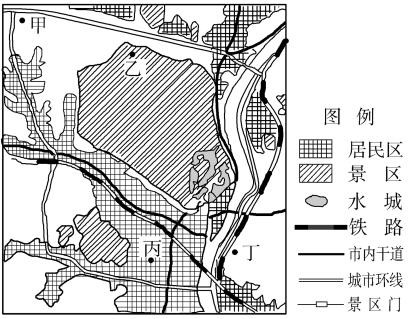 甲
乙
丙
丁
图 例
居民区
景 区
水 城
铁 路
市内干道
城市环线
景 区 门